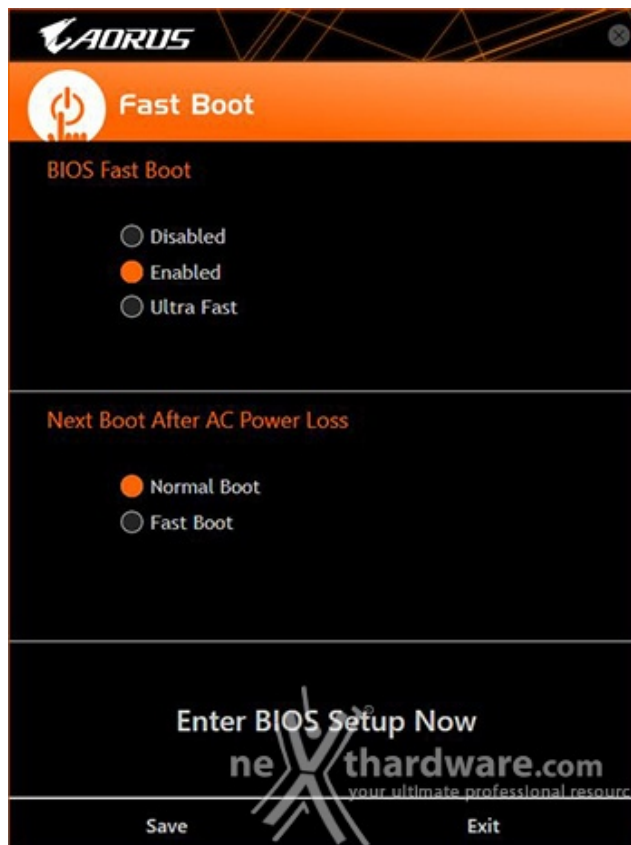 AORUS
Fast Boot
BIOS Fast Boot
Disabled
Enabled
Ultra Fast
Next Boot After AC Power Loss
Normal Boot
Fast Boot
Enter BIOS Setup Now
nexthardware.com
your ultimate professional resourc
Save Exit